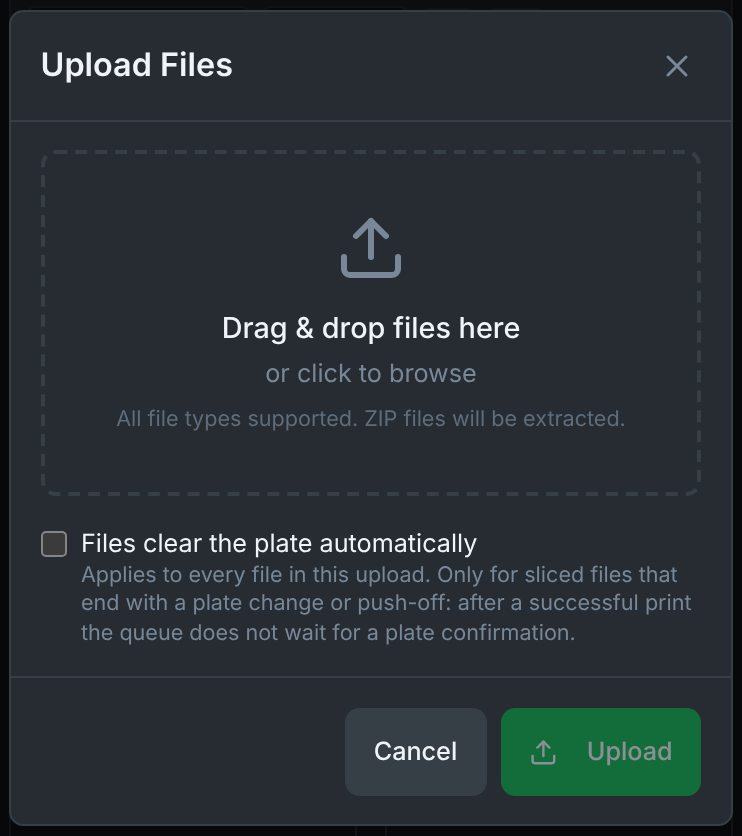 Upload Files
Drag & drop files here
or click to browse
All file types supported. ZIP files will be extracted.
Files clear the plate automatically
Applies to every file in this upload. Only for sliced files that
end with a plate change or push-off: after a successful print
the queue does not wait for a plate confirmation.
Cancel
Upload